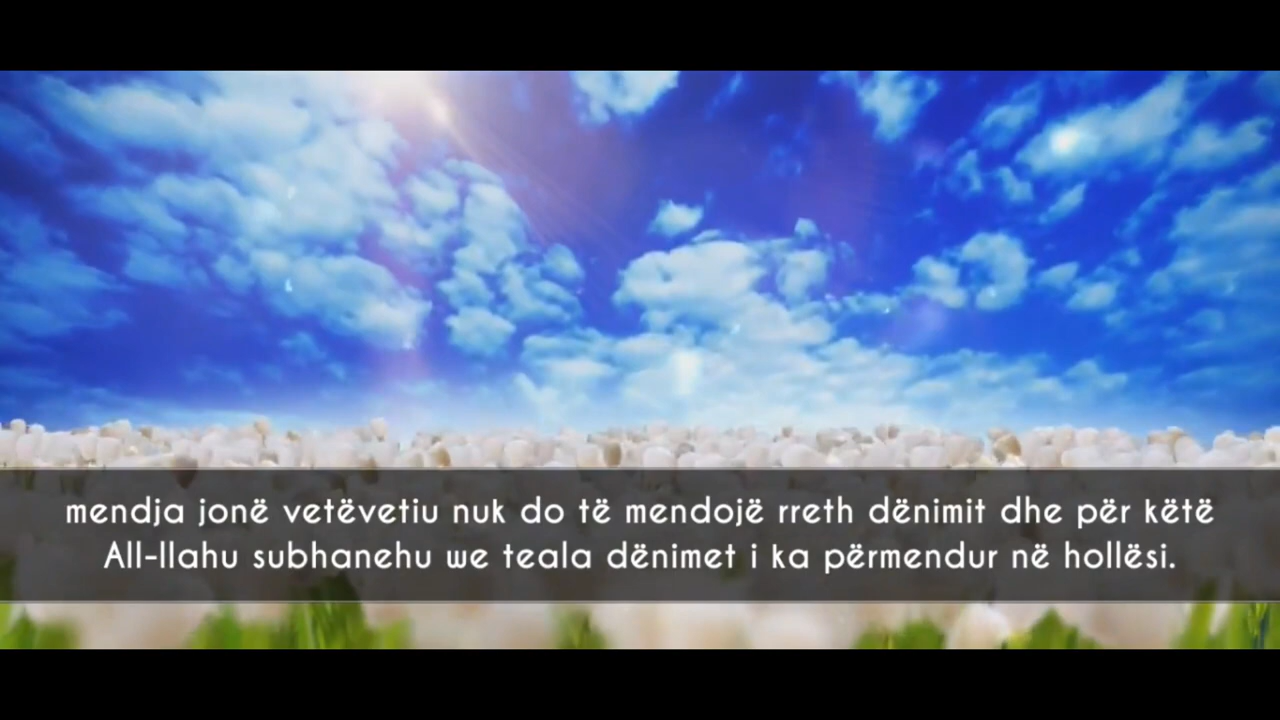 mendja jonë vetëvetiu nuk do të mendojë rreth dënimit dhe për këtë
All-llahu subhanehu we teala dënimet i ka përmendur në hollësi.